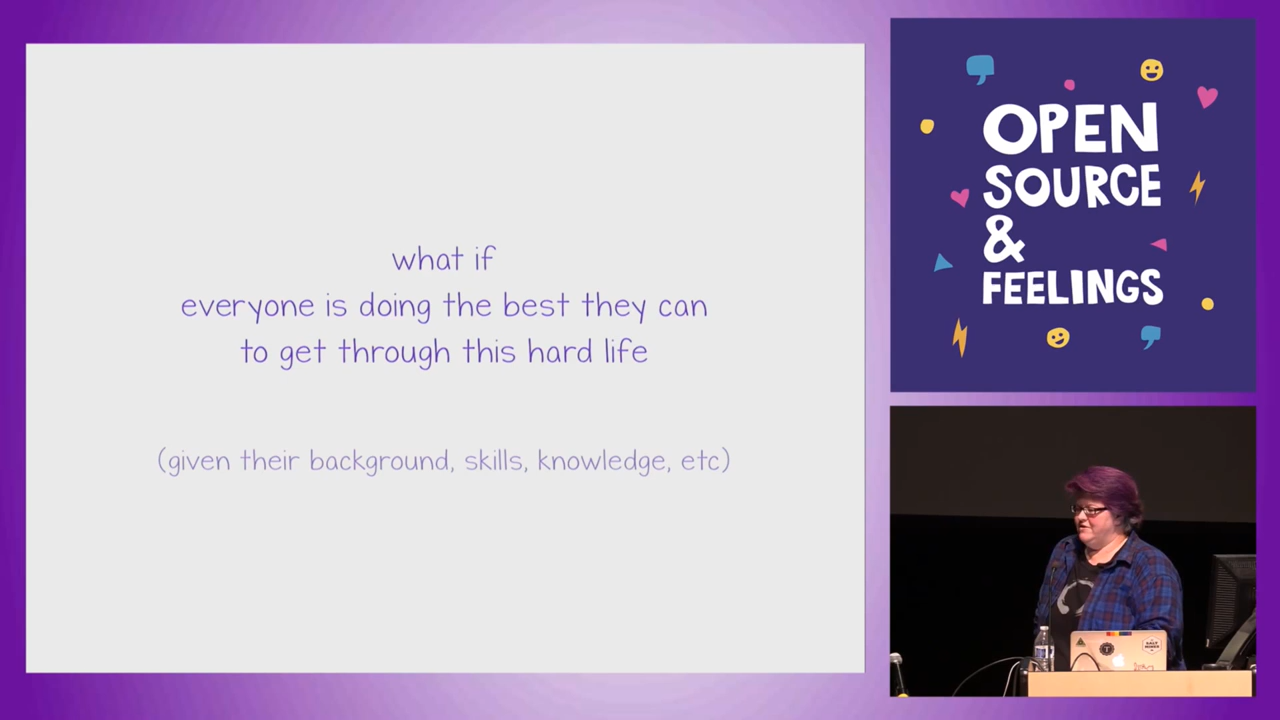 what if
everyone is doing the best they can
to get through this hard life
(given their background, skills, knowledge, etc)
OPEN
SOURCE
&
FEELINGS